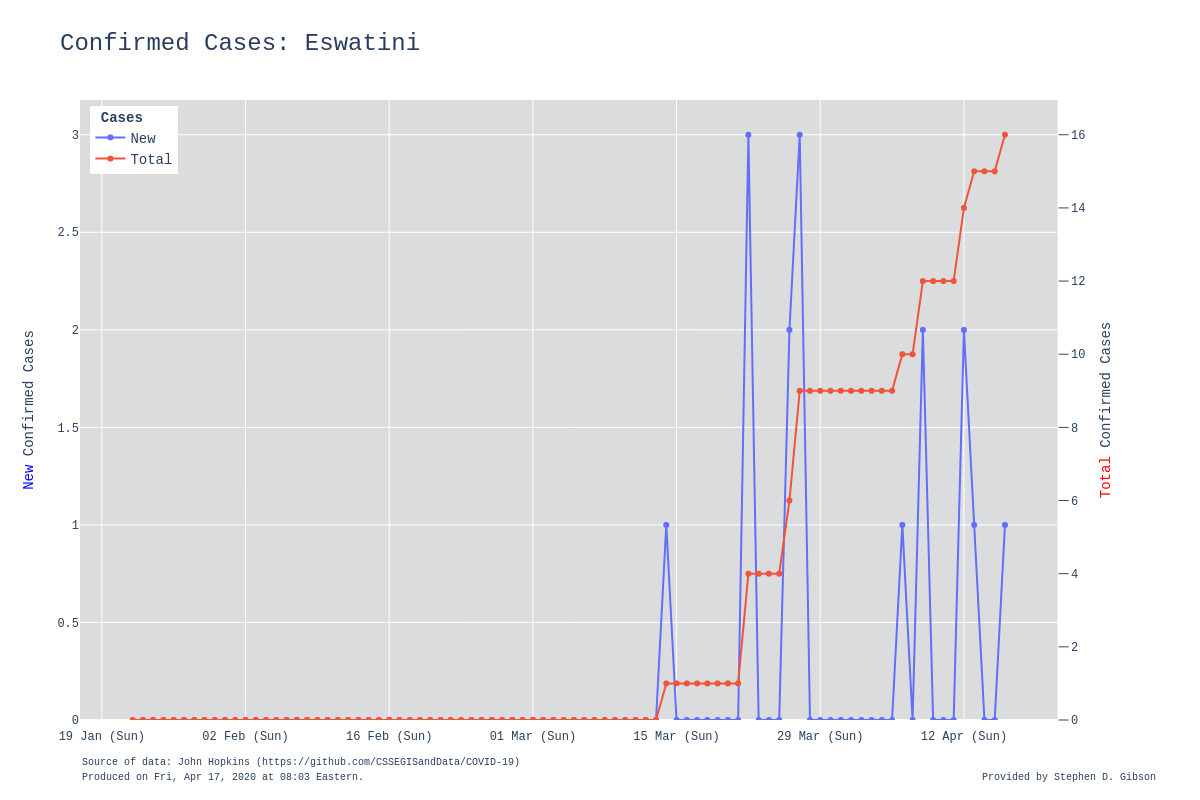 Confirmed Cases: Eswatini
Cases
New
Total
3
2.5
2
1.5
1
0.5
0
New Confirmed Cases
16
14
12
10
8
6
4
2
0
Total Confirmed Cases
19 Jan (Sun) 02 Feb (Sun) 16 Feb (Sun) 01 Mar (Sun) 15 Mar (Sun) 29 Mar (Sun) 12 Apr (Sun)
Source of data: John Hopkins (https://github.com/CSSEGISandData/COVID-19)
Produced on Fri, Apr 17, 2020 at 08:03 Eastern.
Provided by Stephen D. Gibson